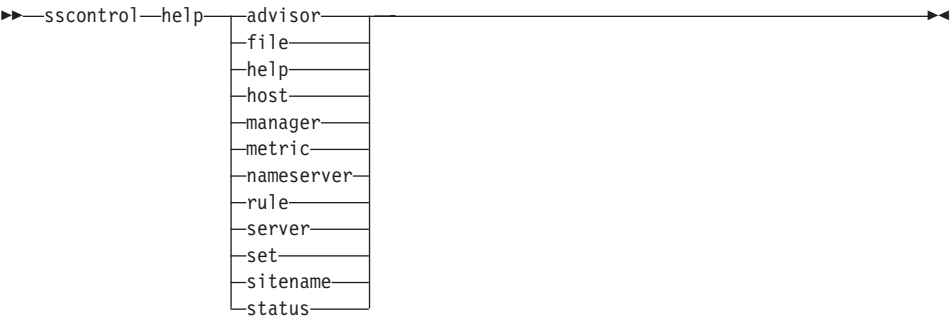 sscontrol help advisor
file
help
host
manager
metric
nameserver
rule
server
set
sitename
status